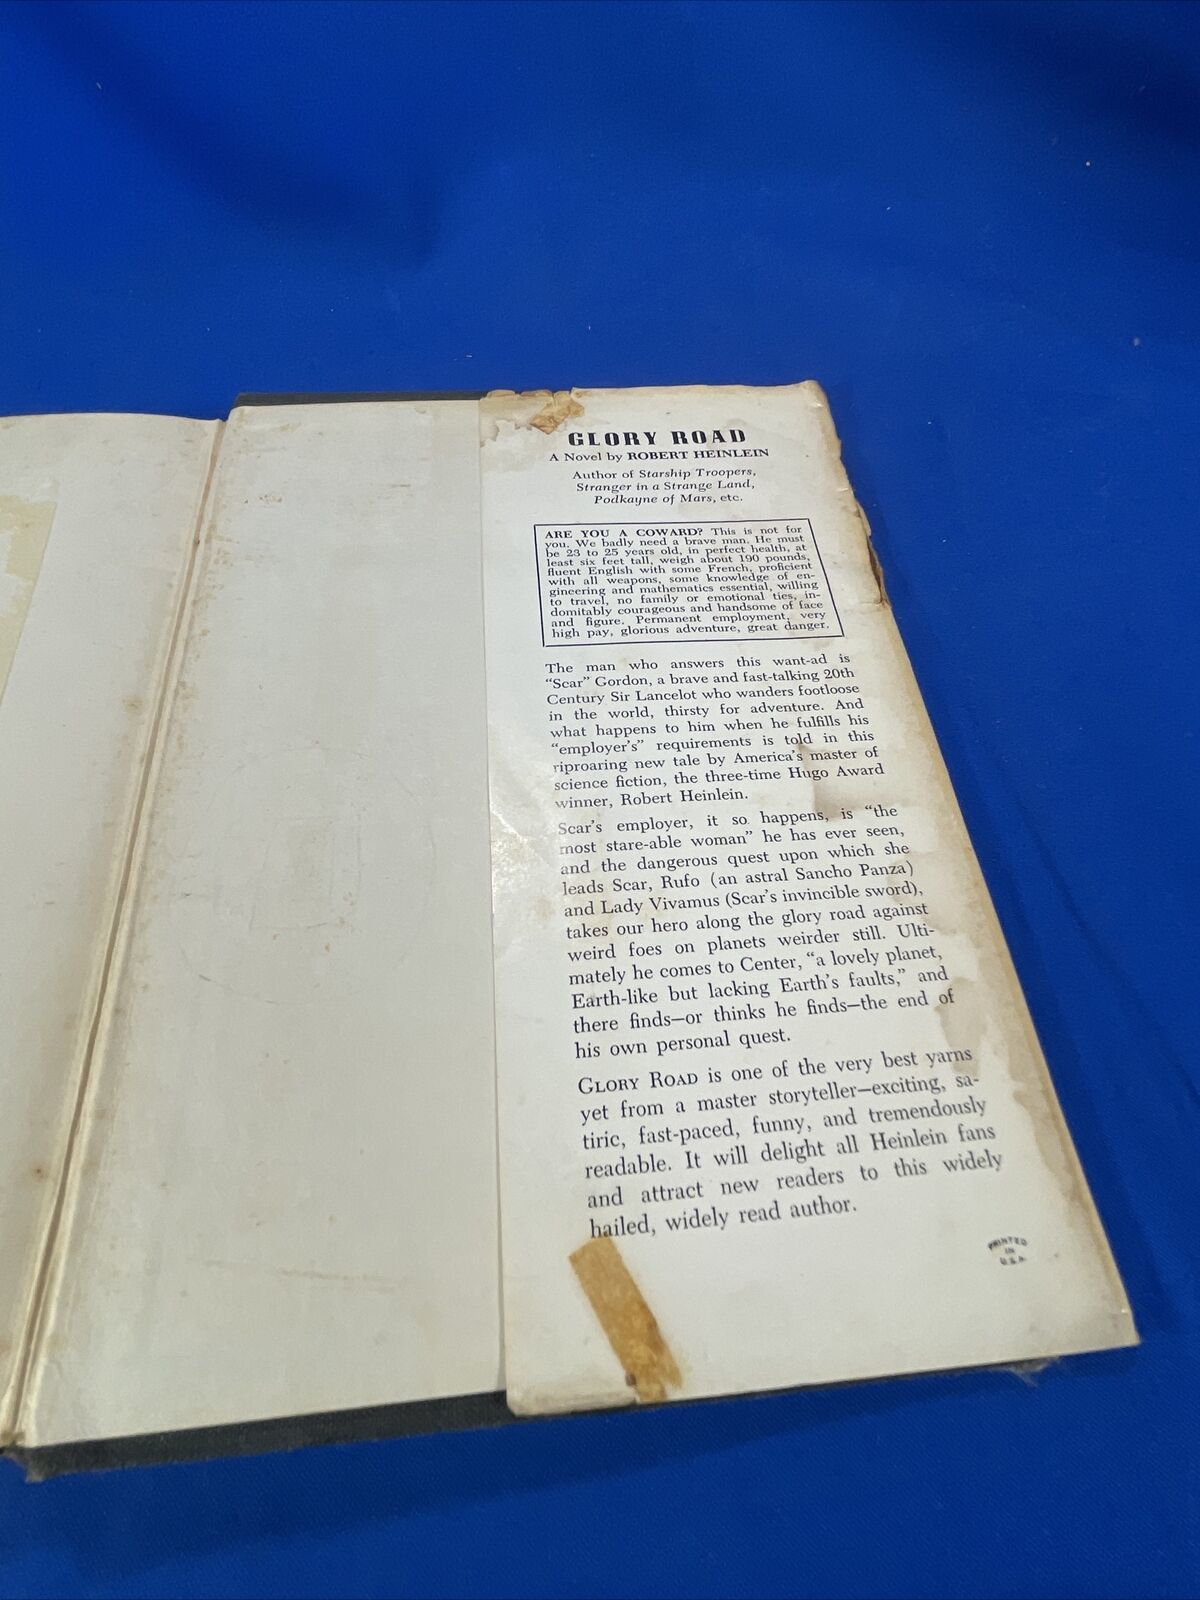 GLORY ROAD
A Novel by ROBERT HEINLEIN
Author of Starship Troopers,
Stranger in a Strange Land,
Podkayne of Mars, etc.
ARE YOU A COWARD? This is not for
you. We badly need a brave man. He must
be 23 to 25 years old, in perfect health, at
least six feet tall, weigh about 190 pounds,
fluent English with some French, proficient
with all weapons, some knowledge of en-
gineering and mathematics essential, willing
to travel, no family or emotional ties, in-
domitably courageous and handsome of face
and figure. Permanent employment, very
high pay, glorious adventure, great danger.
The man who answers this want-ad is
"Scar" Gordon, a brave and fast-talking 20th
Century Sir Lancelot who wanders footloose
in the world, thirsty for adventure. And
what happens to him when he fulfills his
"employer's" requirements is told in this
riproaring new tale by America's master of
science fiction, the three-time Hugo Award
winner, Robert Heinlein.
Scar's employer, it so happens, is "the
most stare-able woman" he has ever seen,
and the dangerous quest upon which she
leads Scar, Rufo (an astral Sancho Panza)
and Lady Vivamus (Scar's invincible sword),
takes our hero along the glory road against
weird foes on planets weirder still. Ulti-
mately he comes to Center, "a lovely planet,
Earth-like but lacking Earth's faults," and
there finds—or thinks he finds—the end of
his own personal quest.
GLORY ROAD is one of the very best yarns
yet from a master storyteller—exciting, sa-
tiric, fast-paced, funny, and tremendously
readable. It will delight all Heinlein fans
and attract new readers to this widely
hailed, widely read author.
PRINTED
IN
U.S.A.